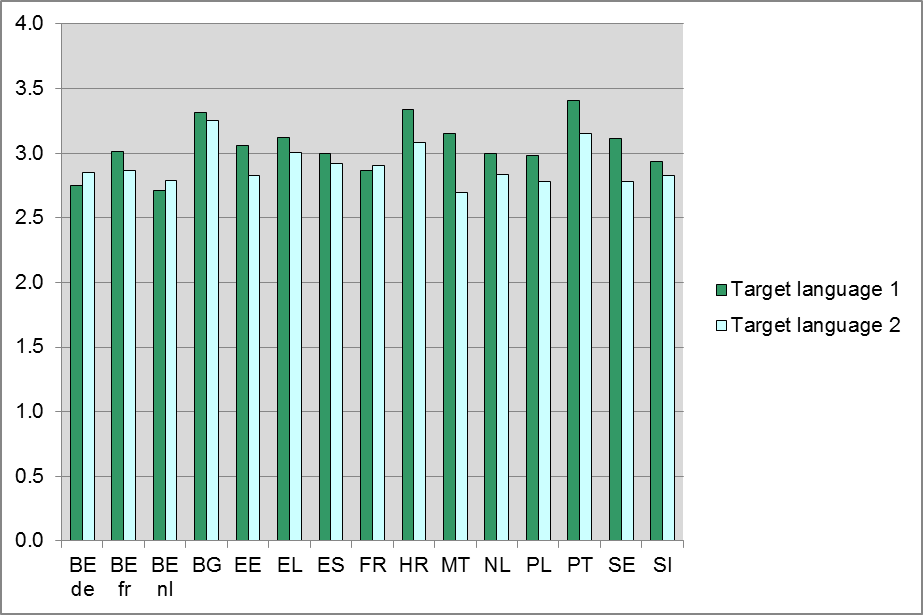 4.0
3.5
3.0
2.5
2.0
1.5
1.0
0.5
0.0
BE de
BE fr
BE nl
BG
EE
EL
ES
FR
HR
MT
NL
PL
PT
SE
SI
Target language 1
Target language 2